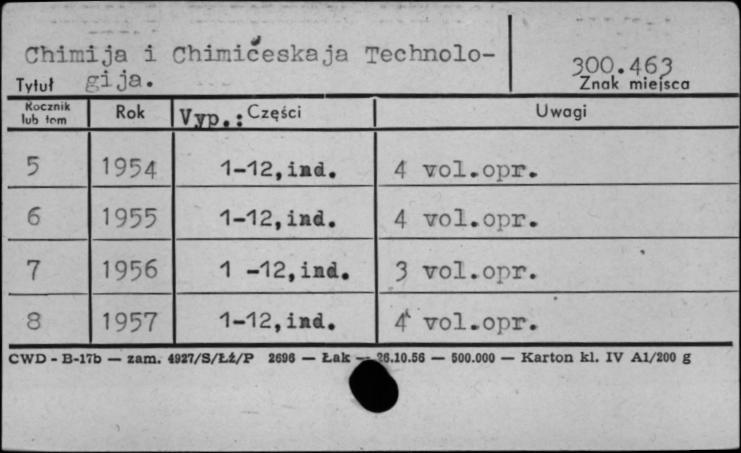 Chimija i Chimičeskaja Technolo-
Tytuł gija.
300.463
Znak miejsca
Rocznik lub tom Rok Vyp.: Części Uwagi
5 1954 1-12,ind. 4 vol.opr.
6 1955 1-12,ind. 4 vol.opr.
7 1956 1 -12,ind. 3 vol.opr.
8 1957 1-12,ind. 4 vol.opr.
CWD - B-17b — zam. 4927/S/Łż/P 2696 — Łak — 26.10.56 — 500.000 — Karton kl. IV A1/200 g